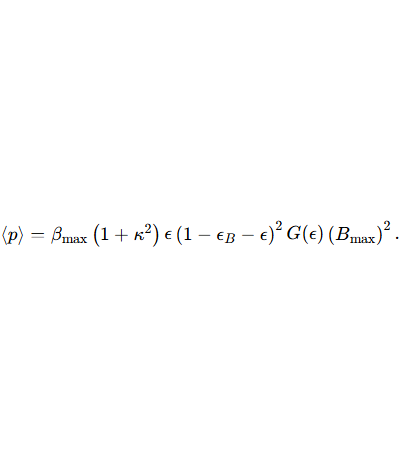 ⟨p⟩ = β_max (1 + κ²) ϵ (1 − ϵ_B − ϵ)² G(ϵ) (B_max)² .